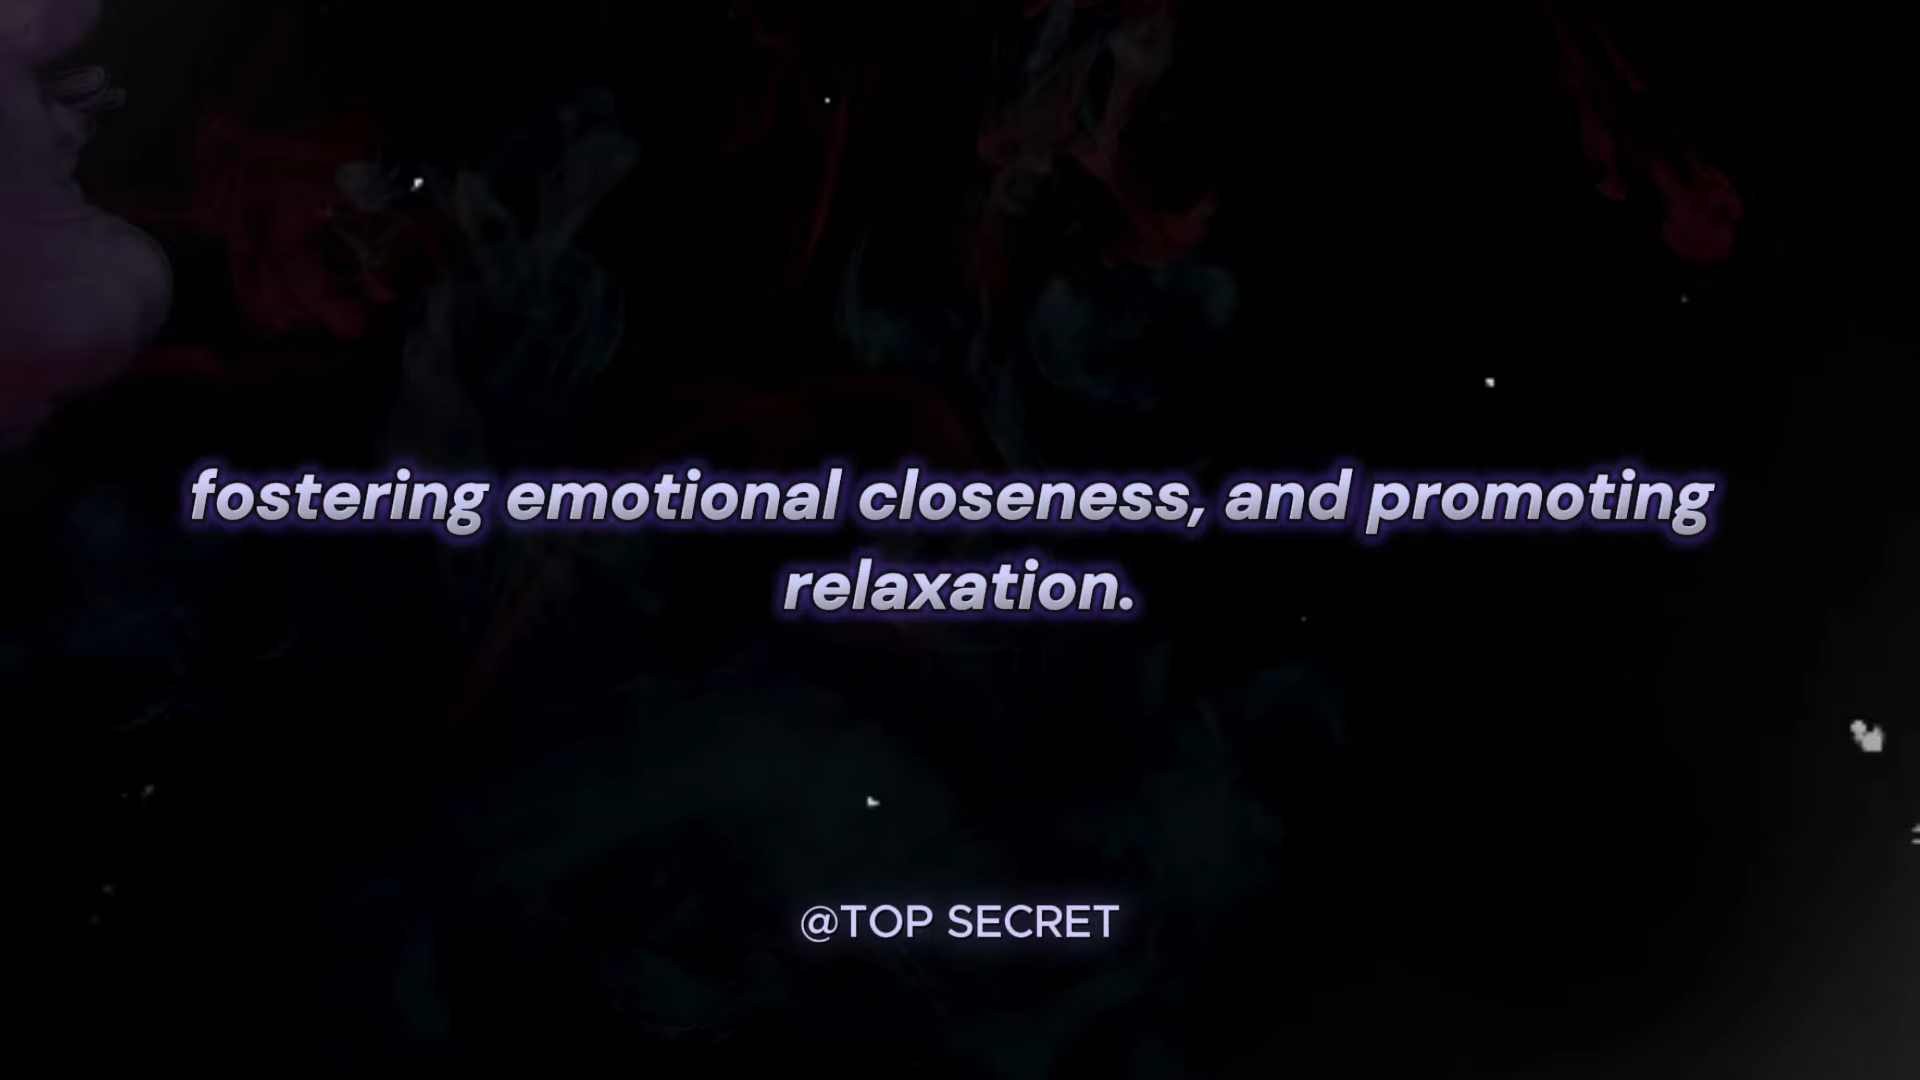 fostering emotional closeness, and promoting
relaxation.
@TOP SECRET